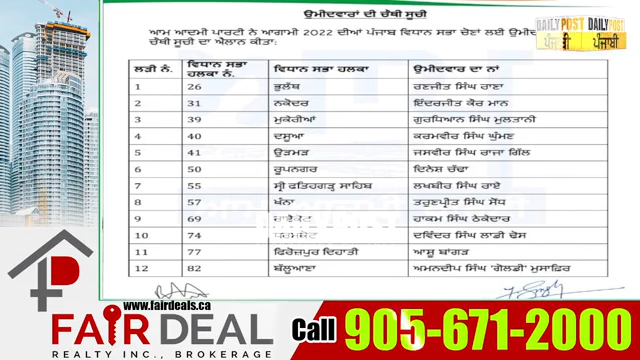 ਉਮੀਦਵਾਰਾਂ ਦੀ ਚੌਥੀ ਸੂਚੀ
DAILY POST DAILY POST
ਪੰਜਾਬੀ ਪੰਜਾਬੀ
ਆਮ ਆਦਮੀ ਪਾਰਟੀ ਨੇ ਆਗਾਮੀ 2022 ਦੀਆਂ ਪੰਜਾਬ ਵਿਧਾਨ ਸਭਾ ਚੋਣਾਂ ਲਈ
ਚੌਥੀ ਸੂਚੀ ਦਾ ਐਲਾਨ ਕੀਤਾ:
ਲੜੀ ਨੰ. ਵਿਧਾਨ ਸਭਾ ਹਲਕਾ ਨੰ. ਵਿਧਾਨ ਸਭਾ ਹਲਕਾ ਉਮੀਦਵਾਰ ਦਾ ਨਾਂ
1 26 ਭੁਲੱਥ ਰਣਜੀਤ ਸਿੰਘ ਰਾਣਾ
2 31 ਨਕੋਦਰ ਇੰਦਰਜੀਤ ਕੌਰ ਮਾਨ
3 39 ਮੁਕੇਰੀਆਂ ਗੁਰਧਿਆਨ ਸਿੰਘ ਮੁਲਤਾਨੀ
4 40 ਦਸੂਆ ਕਰਮਵੀਰ ਸਿੰਘ ਘੁੰਮਣ
5 41 ਉੜਮੜ ਜਸਵੀਰ ਸਿੰਘ ਰਾਜਾ ਗਿੱਲ
6 50 ਰੂਪਨਗਰ ਦਿਨੇਸ਼ ਚੱਢਾ
7 55 ਸ੍ਰੀ ਫਤਿਹਗੜ੍ਹ ਸਾਹਿਬ ਲਖਬੀਰ ਸਿੰਘ ਰਾਏ
8 57 ਖੰਨਾ ਤਰੁਣਪ੍ਰੀਤ ਸਿੰਘ ਸੌਂਧ
9 69 ਹਾਕਮ ਸਿੰਘ ਠੇਕੇਦਾਰ
10 74 ਧਰਮਕੋਟ ਦਵਿੰਦਰ ਸਿੰਘ ਲਾਡੀ ਢੋਸ
11 77 ਫਿਰੋਜ਼ਪੁਰ ਦਿਹਾਤੀ ਆਸ਼ੂ ਬਾਂਗੜ
12 82 ਬੱਲੂਆਣਾ ਅਮਨਦੀਪ ਸਿੰਘ 'ਗੋਲਡੀ' ਮੁਸਾਫ਼ਿਰ
www.fairdeals.ca
FAIR DEAL
REALTY INC., BROKERAGE
Call 905-671-2000